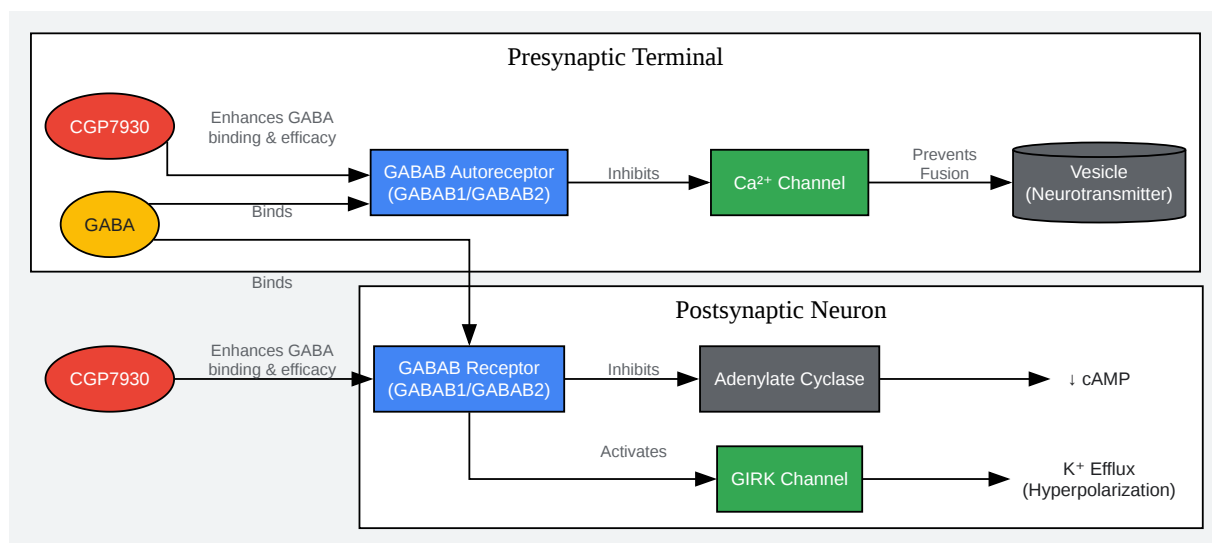 Presynaptic Terminal
CGP7930
Enhances GABA
binding & efficacy
GABAB Autoreceptor
(GABAB1/GABAB2)
Inhibits
Ca²⁺ Channel
Prevents
Fusion
Vesicle
(Neurotransmitter)
GABA
Binds
Binds
Postsynaptic Neuron
CGP7930
Enhances GABA
binding & efficacy
GABAB Receptor
(GABAB1/GABAB2)
Inhibits
Adenylate Cyclase
↓ cAMP
Activates
GIRK Channel
K⁺ Efflux
(Hyperpolarization)